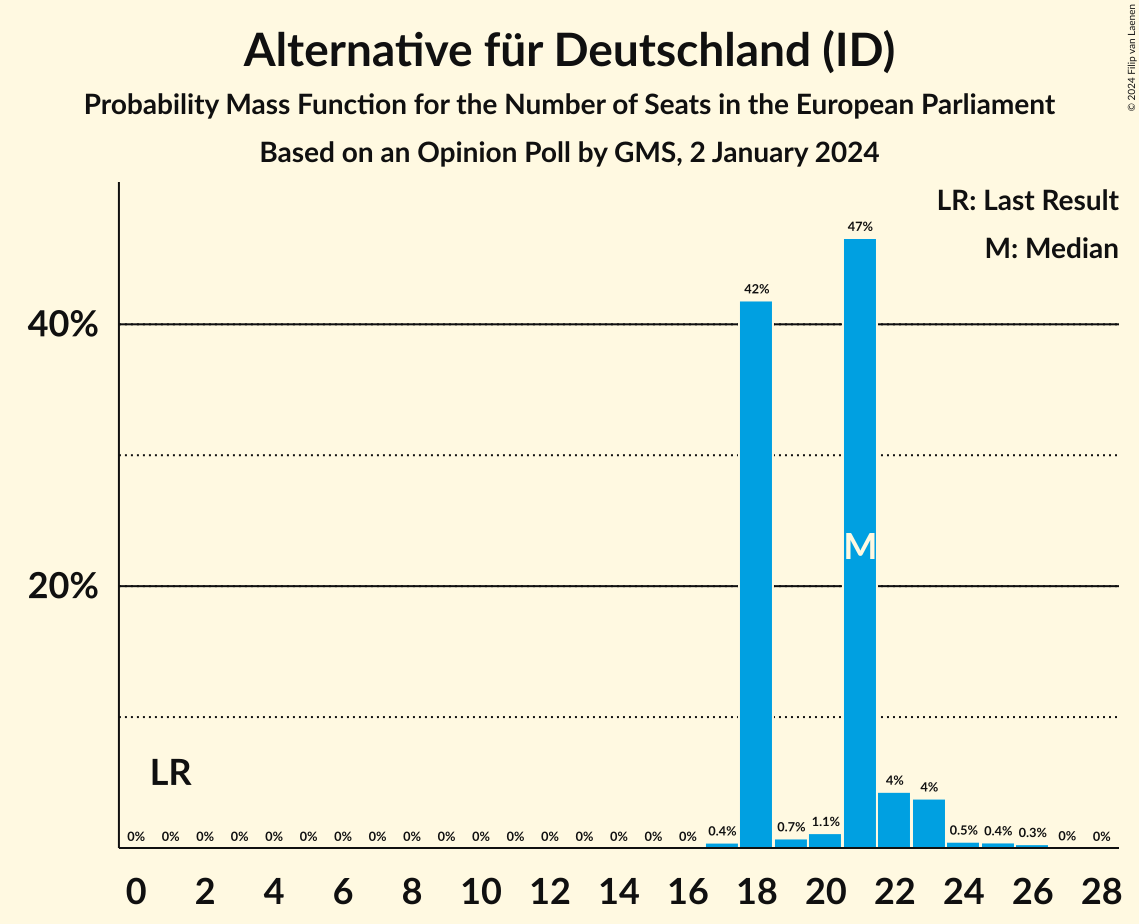 Alternative für Deutschland (ID)
Probability Mass Function for the Number of Seats in the European Parliament
Based on an Opinion Poll by GMS, 2 January 2024
© 2024 Filip van Laenen
LR: Last Result
M: Median
47%
42%
40%
M
20%
LR
4%
4%
0% 0% 0% 0% 0% 0% 0% 0% 0% 0% 0% 0% 0% 0% 0% 0% 0% 0.4% 0.7% 1.1% 0.5% 0.4% 0.3% 0% 0%
0 2 4 6 8 10 12 14 16 18 20 22 24 26 28